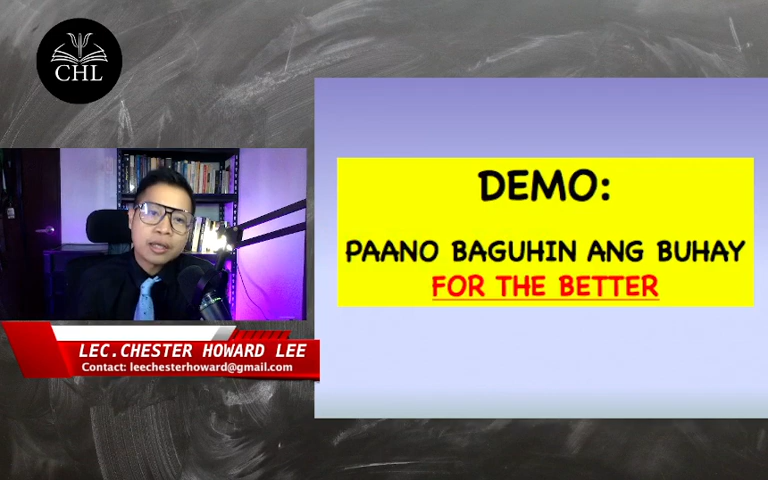 CHL
DEMO:
PAANO BAGUHIN ANG BUHAY
FOR THE BETTER
LEC.CHESTER HOWARD LEE
Contact: leechesterhoward@gmail.com